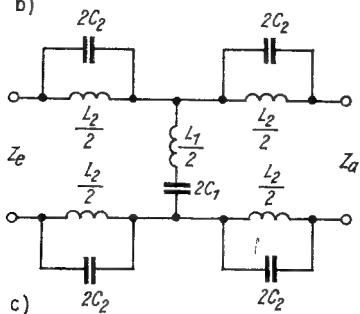 b)
2C₂ 2C₂
L₂/2 L₁/2 L₂/2
Zₑ Zₐ
L₂/2 2C₁ L₂/2
2C₂ 2C₂
c)